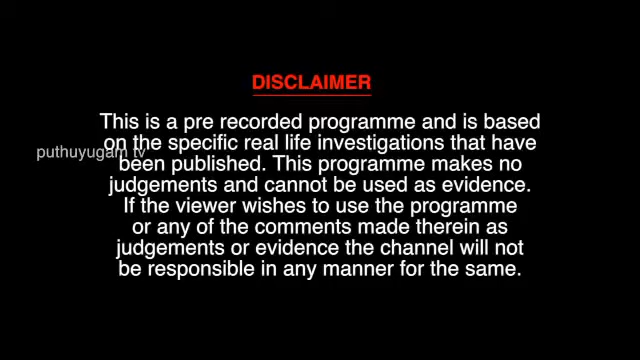 DISCLAIMER
This is a pre recorded programme and is based
on the specific real life investigations that have
puthuyugam tv
been published. This programme makes no
judgements and cannot be used as evidence.
If the viewer wishes to use the programme
or any of the comments made therein as
judgements or evidence the channel will not
be responsible in any manner for the same.